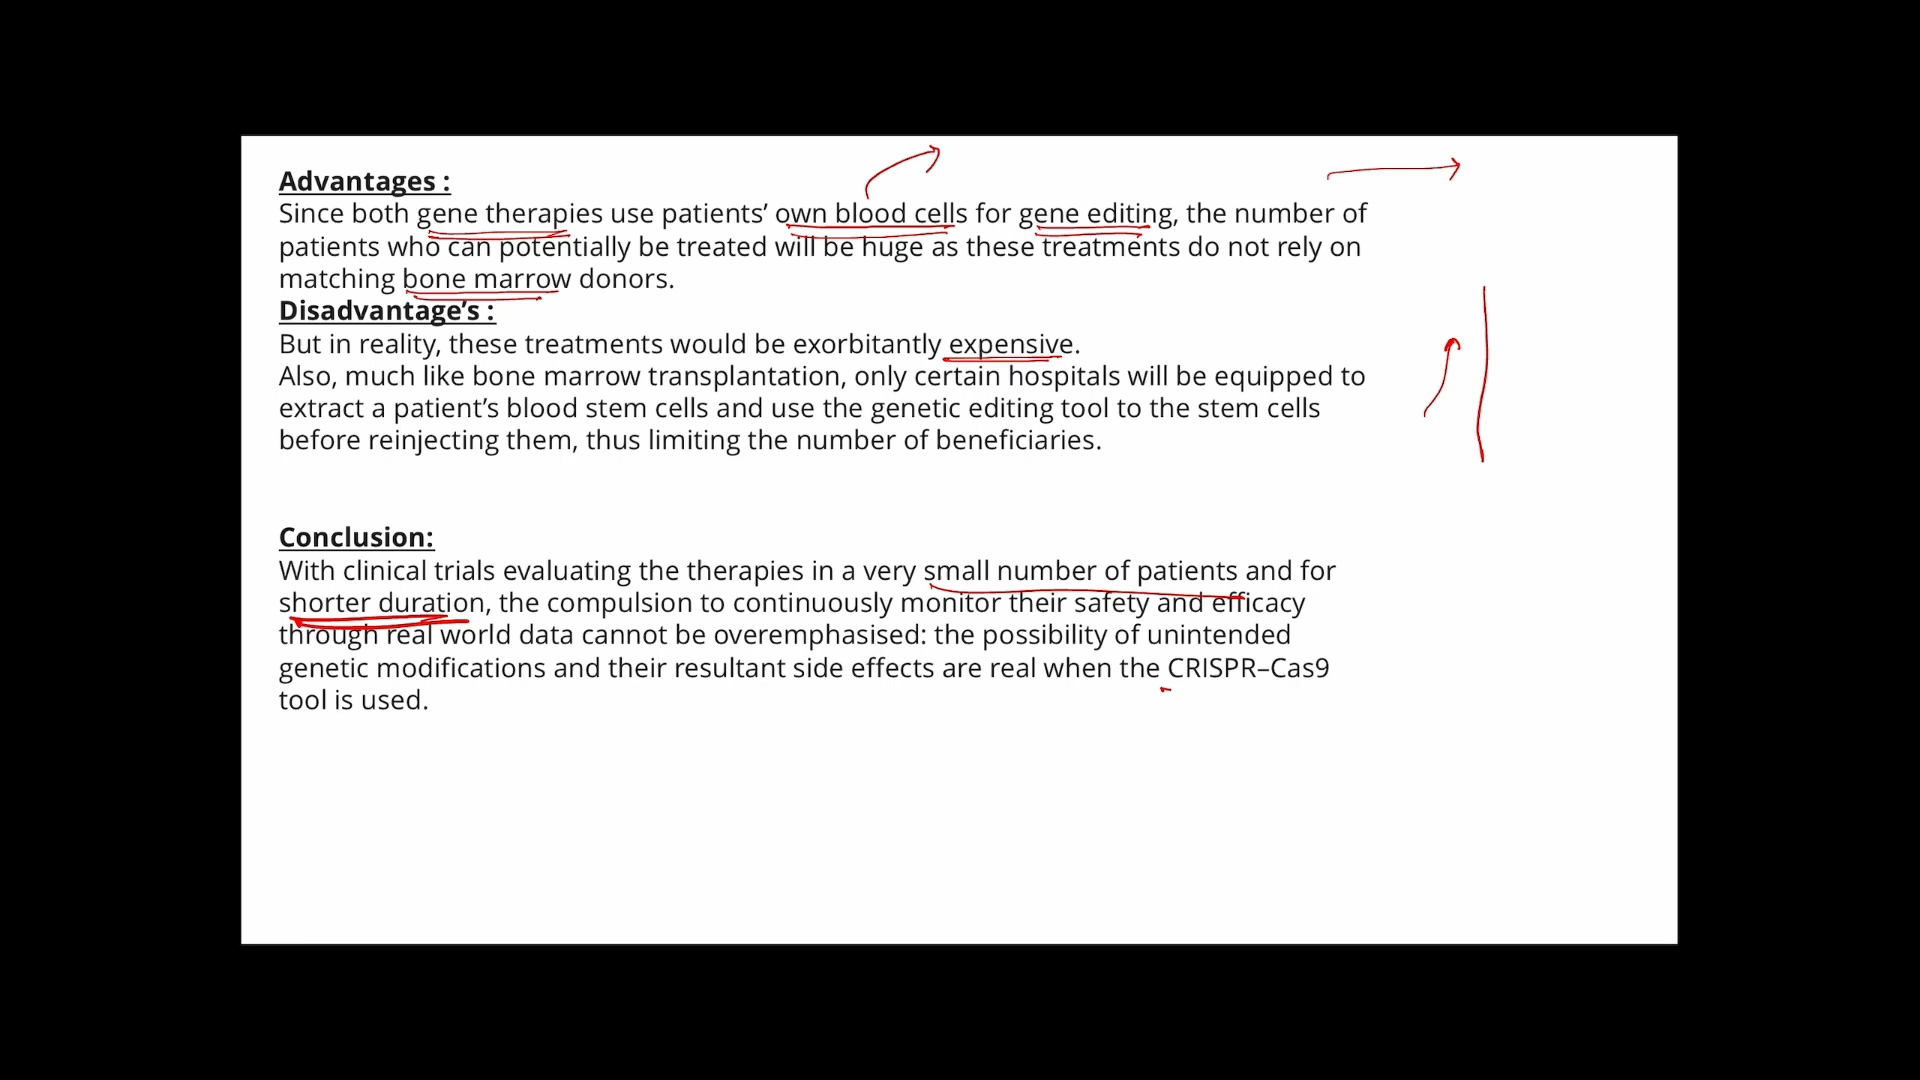 Advantages :
Since both gene therapies use patients’ own blood cells for gene editing, the number of
patients who can potentially be treated will be huge as these treatments do not rely on
matching bone marrow donors.
Disadvantage’s :
But in reality, these treatments would be exorbitantly expensive.
Also, much like bone marrow transplantation, only certain hospitals will be equipped to
extract a patient’s blood stem cells and use the genetic editing tool to the stem cells
before reinjecting them, thus limiting the number of beneficiaries.
Conclusion:
With clinical trials evaluating the therapies in a very small number of patients and for
shorter duration, the compulsion to continuously monitor their safety and efficacy
through real world data cannot be overemphasised: the possibility of unintended
genetic modifications and their resultant side effects are real when the CRISPR–Cas9
tool is used.